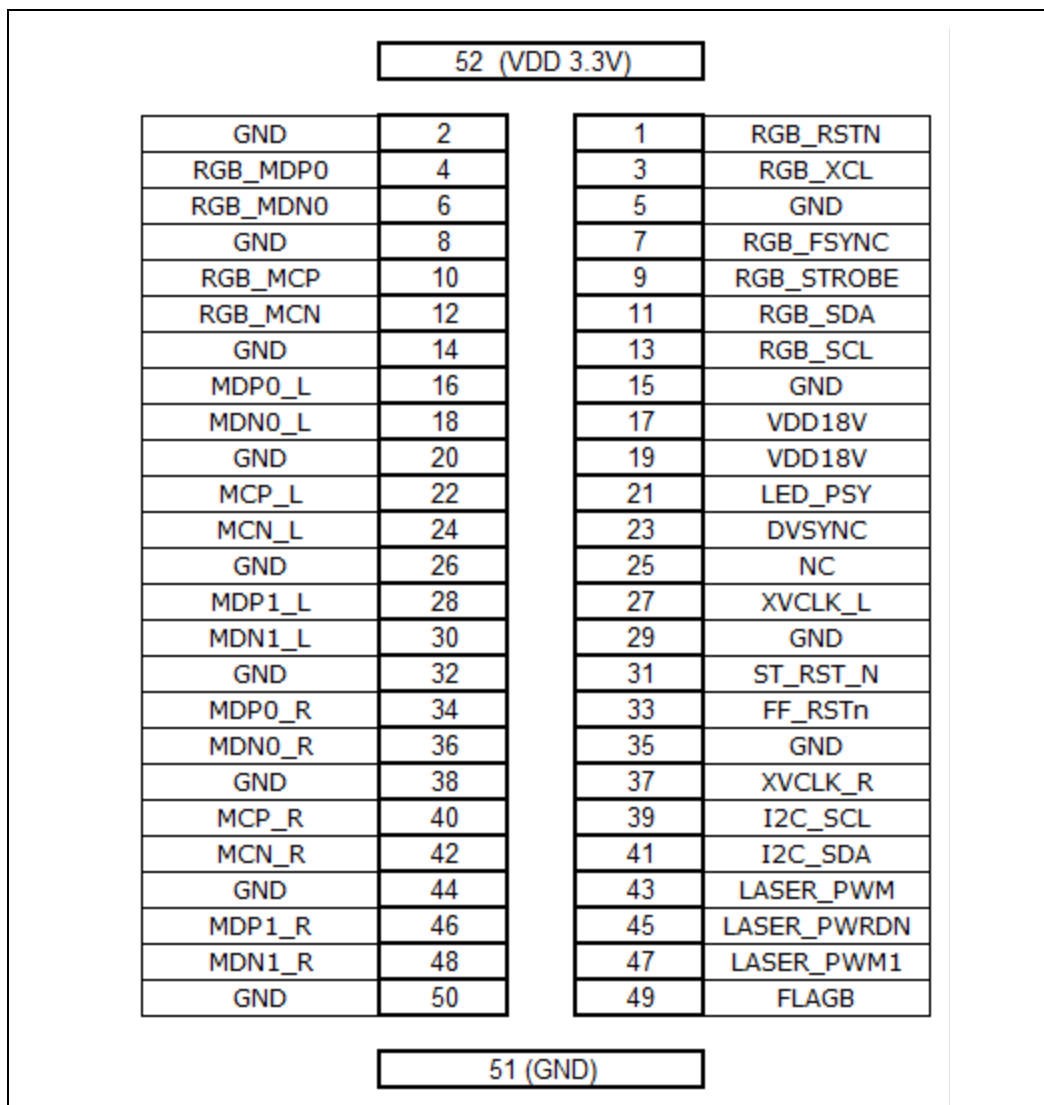 52 (VDD 3.3V)
GND 2 1 RGB_RSTN
RGB_MDP0 4 3 RGB_XCL
RGB_MDN0 6 5 GND
GND 8 7 RGB_FSYNC
RGB_MCP 10 9 RGB_STROBE
RGB_MCN 12 11 RGB_SDA
GND 14 13 RGB_SCL
MDP0_L 16 15 GND
MDN0_L 18 17 VDD18V
GND 20 19 VDD18V
MCP_L 22 21 LED_PSY
MCN_L 24 23 DVSYNC
GND 26 25 NC
MDP1_L 28 27 XVCLK_L
MDN1_L 30 29 GND
GND 32 31 ST_RST_N
MDP0_R 34 33 FF_RSTn
MDN0_R 36 35 GND
GND 38 37 XVCLK_R
MCP_R 40 39 I2C_SCL
MCN_R 42 41 I2C_SDA
GND 44 43 LASER_PWM
MDP1_R 46 45 LASER_PWRDN
MDN1_R 48 47 LASER_PWM1
GND 50 49 FLAGB
51 (GND)